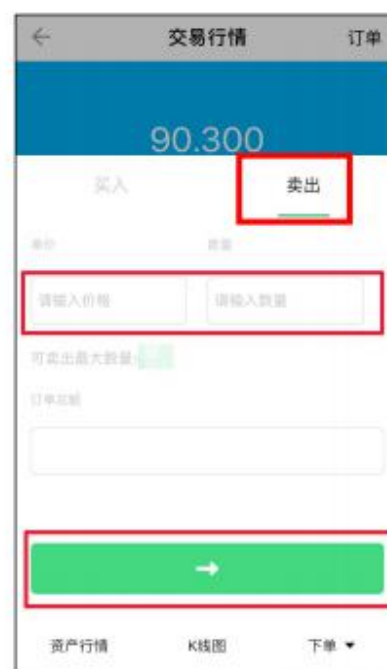 交易行情 订单
90.300
买入 卖出
单价 数量
请输入价格 请输入数量
可卖出最大数量:
订单总额
资产行情 K线图 下单